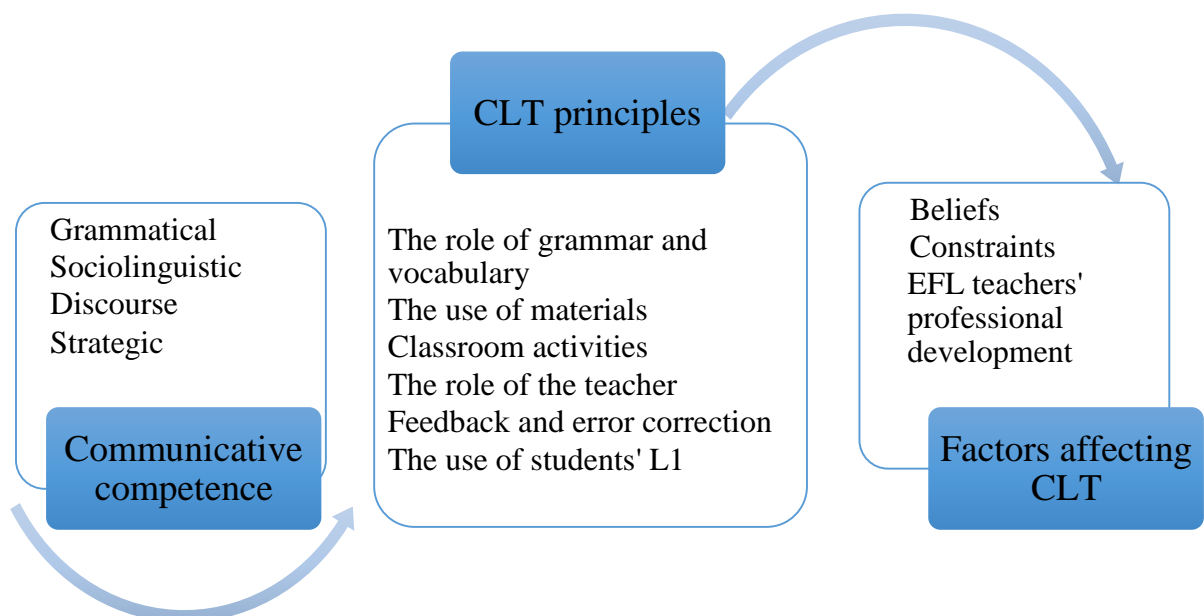 Grammatical
Sociolinguistic
Discourse
Strategic
Communicative
competence
CLT principles
The role of grammar and
vocabulary
The use of materials
Classroom activities
The role of the teacher
Feedback and error correction
The use of students' L1
Beliefs
Constraints
EFL teachers'
professional
development
Factors affecting
CLT